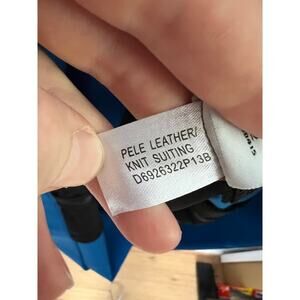 PELE LEATHER/
KNIT SUITING
D6926322P13B